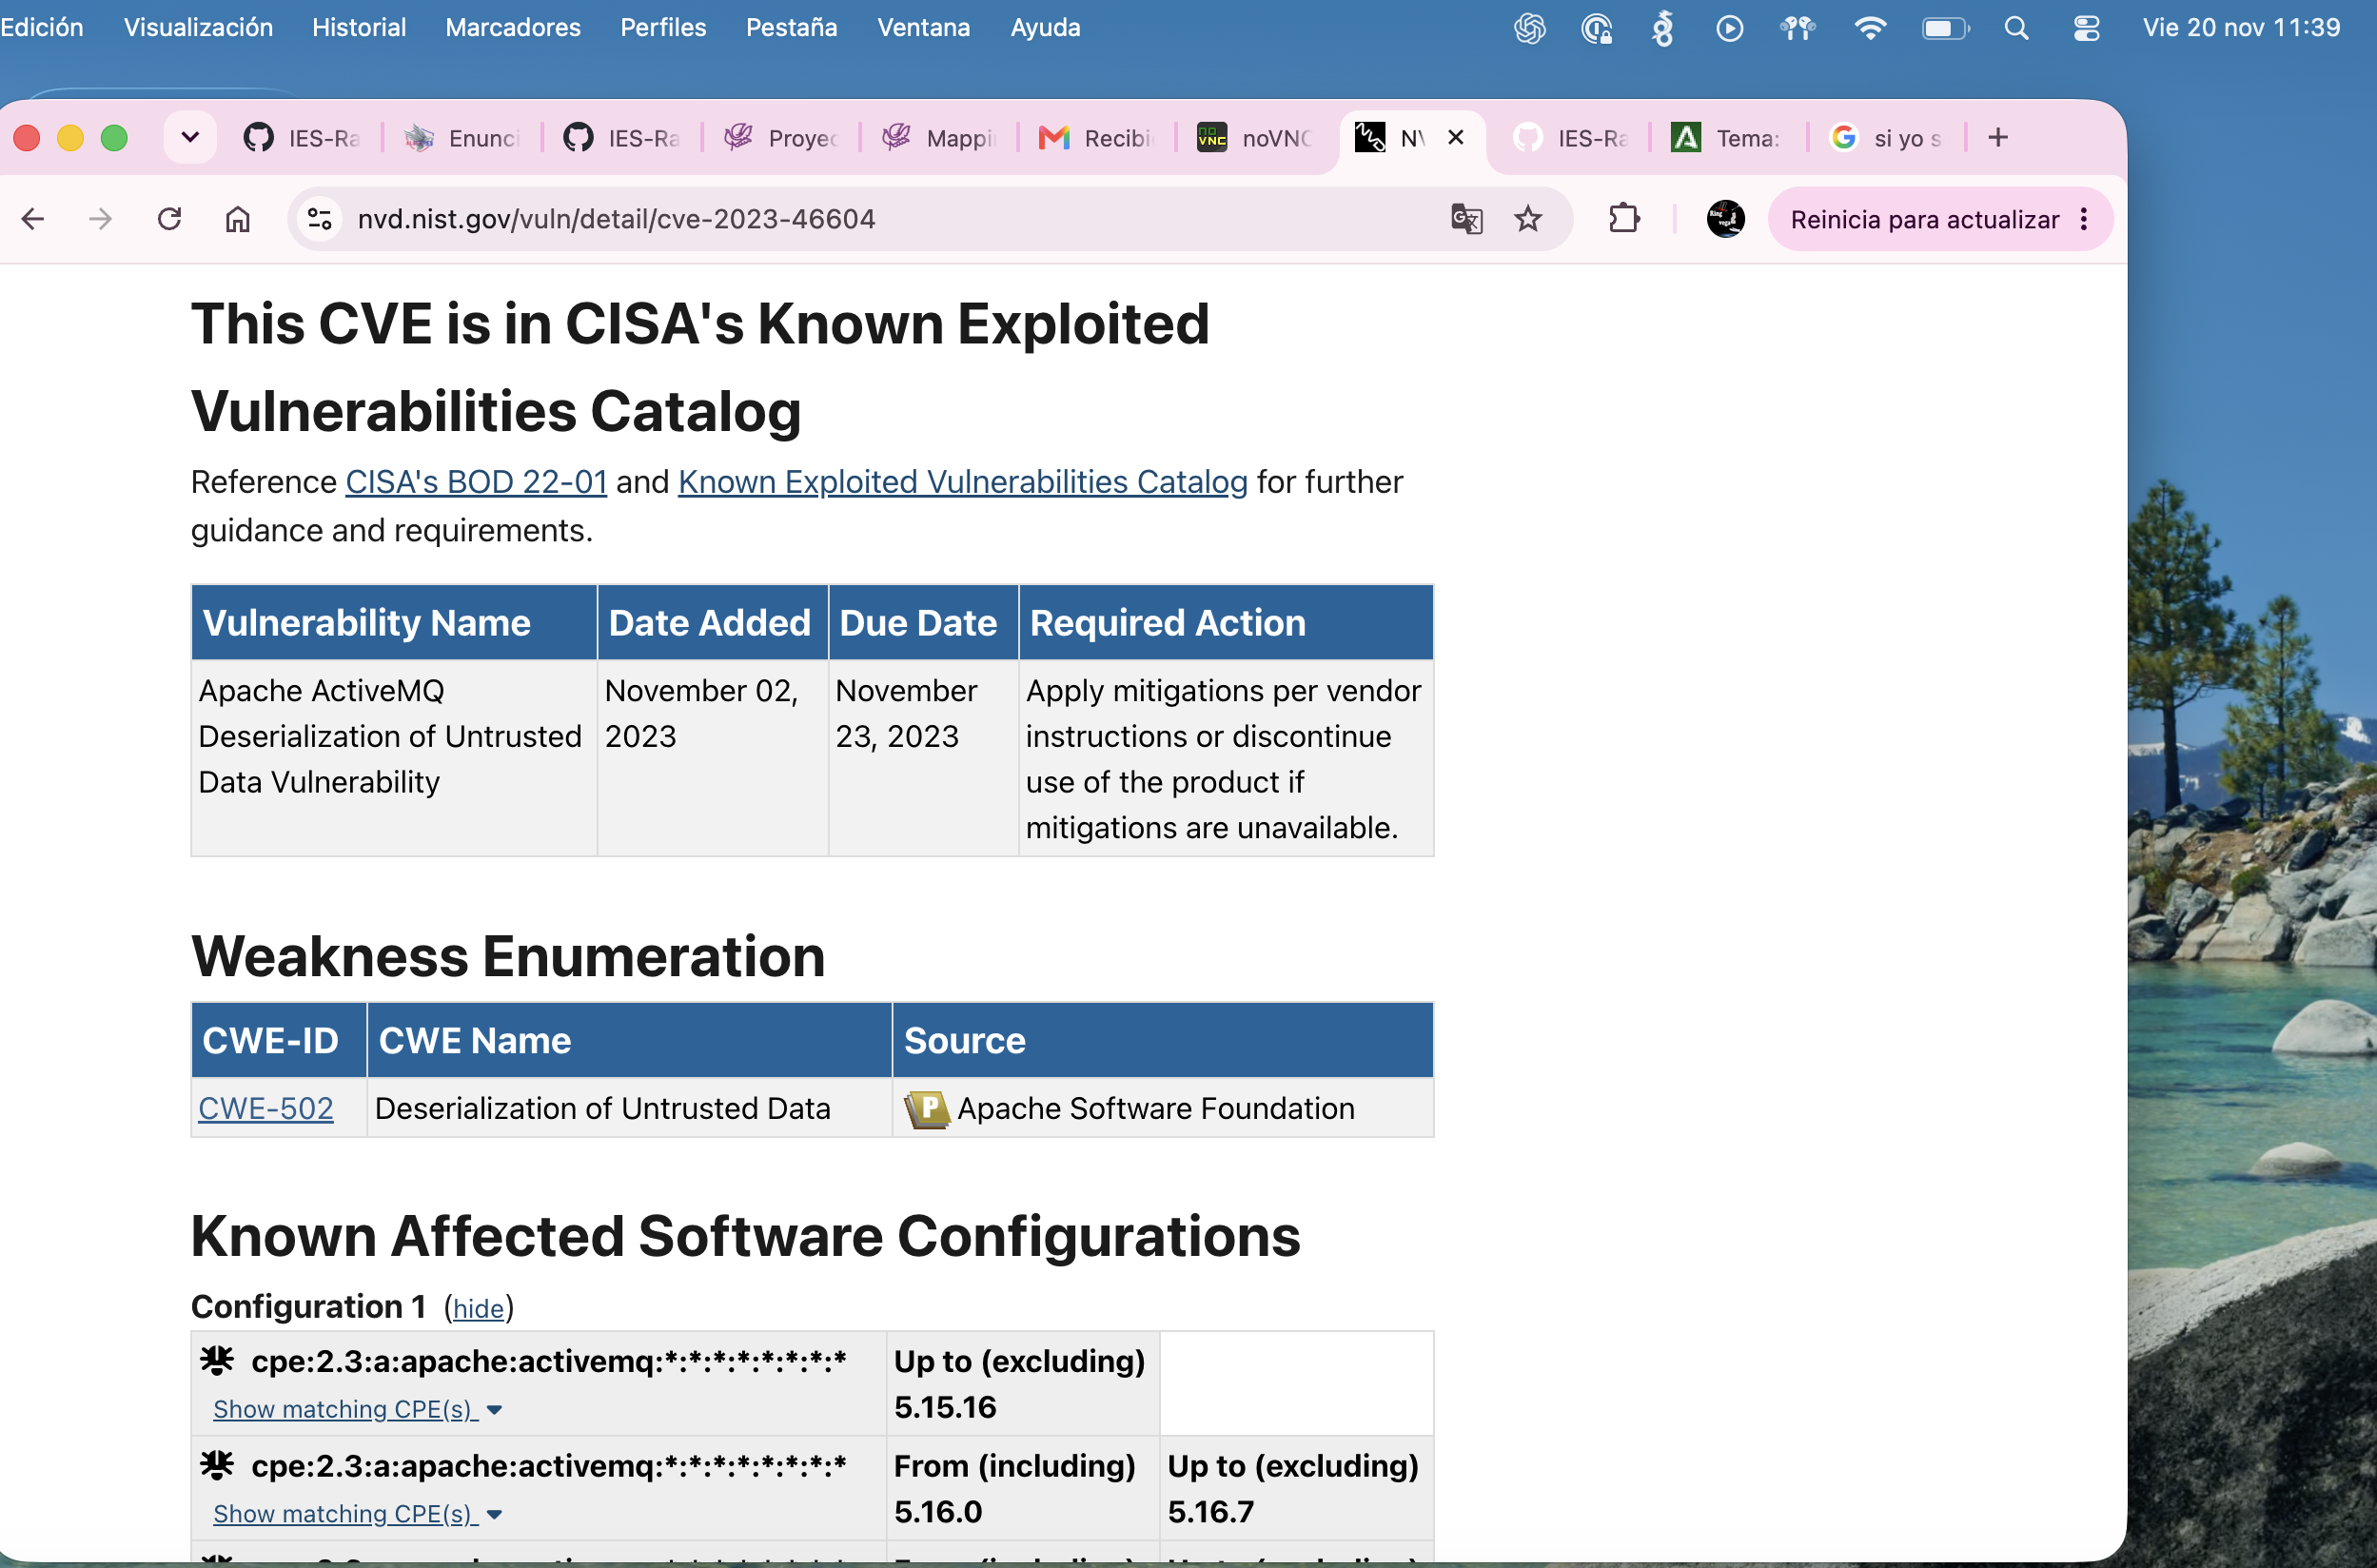 Edición Visualización Historial Marcadores Perfiles Pestaña Ventana Ayuda Vie 20 nov 11:39
IES-Ra Enunci IES-Ra Proyec Mappi Recibi noVNC NV IES-Ra Tema: si yo s
nvd.nist.gov/vuln/detail/cve-2023-46604 Reinicia para actualizar
This CVE is in CISA's Known Exploited
Vulnerabilities Catalog
Reference CISA's BOD 22-01 and Known Exploited Vulnerabilities Catalog for further
guidance and requirements.
Vulnerability Name Date Added Due Date Required Action
Apache ActiveMQ November 02, November Apply mitigations per vendor
Deserialization of Untrusted 2023 23, 2023 instructions or discontinue
Data Vulnerability use of the product if
mitigations are unavailable.
Weakness Enumeration
CWE-ID CWE Name Source
CWE-502 Deserialization of Untrusted Data Apache Software Foundation
Known Affected Software Configurations
Configuration 1 (hide)
cpe:2.3:a:apache:activemq:*:*:*:*:*:*:*:* Up to (excluding)
Show matching CPE(s) 5.15.16
cpe:2.3:a:apache:activemq:*:*:*:*:*:*:*:* From (including) Up to (excluding)
Show matching CPE(s) 5.16.0 5.16.7